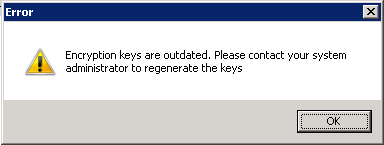 Error
Encryption keys are outdated. Please contact your system
administrator to regenerate the keys
OK